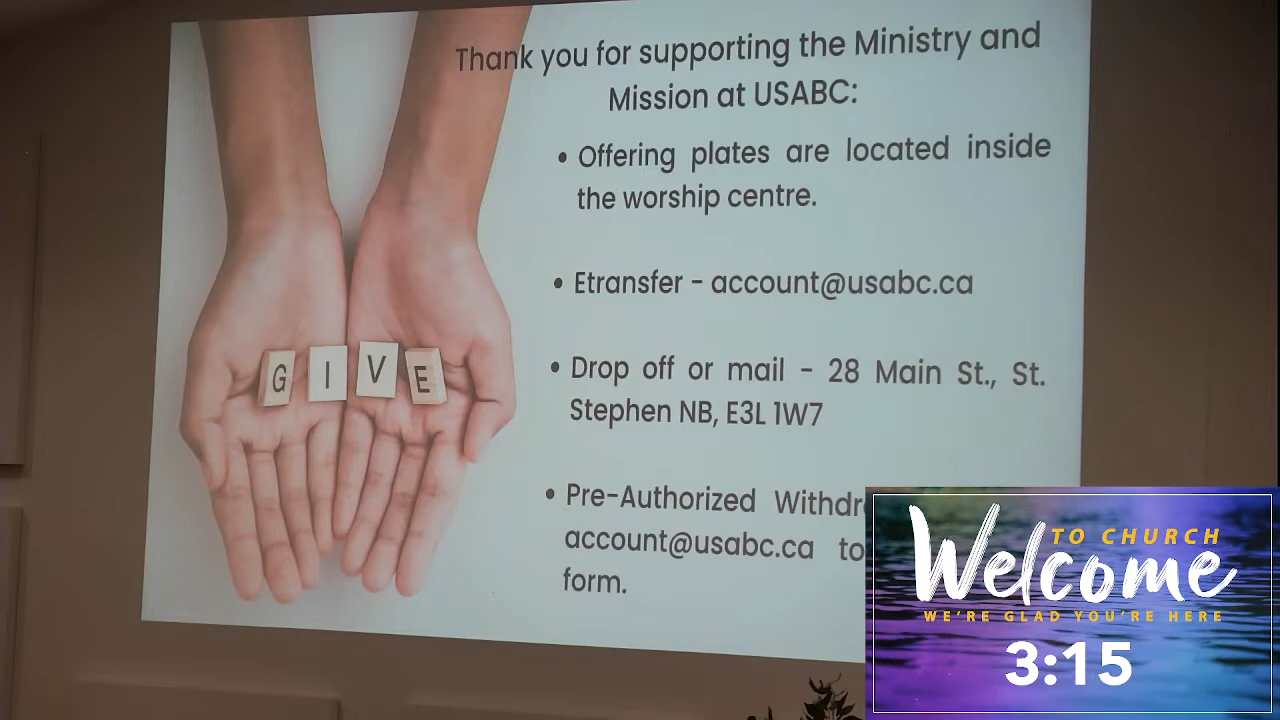 Thank you for supporting the Ministry and
Mission at USABC:
• Offering plates are located inside
the worship centre.
• Etransfer - account@usabc.ca
• Drop off or mail - 28 Main St., St.
Stephen NB, E3L 1W7
• Pre-Authorized
account@usabc.ca to
form.
G I V E
TO CHURCH
Welcome
WE'RE GLAD YOU'RE HERE
3:15